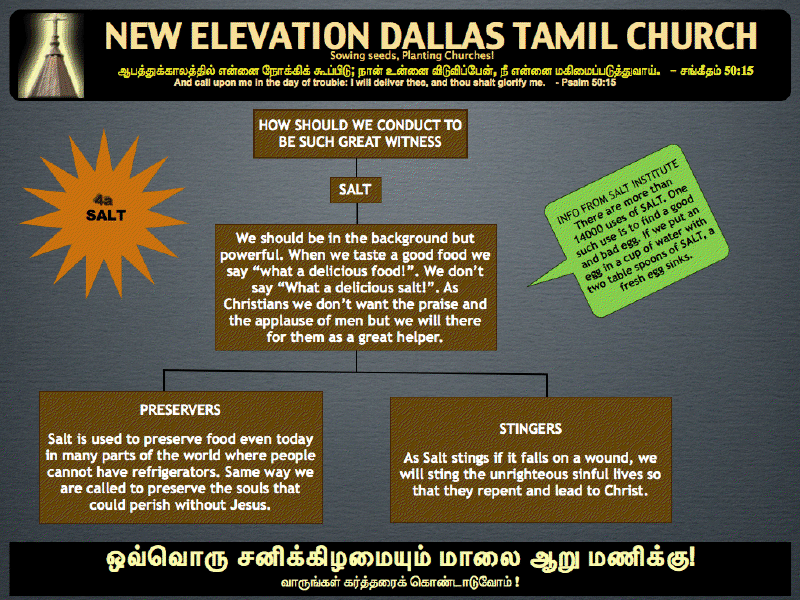 NEW ELEVATION DALLAS TAMIL CHURCH
Sowing seeds, Planting Churches!
ஆபத்துக்காலத்தில் என்னை நோக்கிக் கூப்பிடு; நான் உன்னை விடுவிப்பேன், நீ என்னை மகிமைப்படுத்துவாய். – சங்கீதம் 50:15
And call upon me in the day of trouble: I will deliver thee, and thou shalt glorify me. - Psalm 50:15
HOW SHOULD WE CONDUCT TO
BE SUCH GREAT WITNESS
SALT
4a
SALT
INFO FROM SALT INSTITUTE
There are more than
14000 uses of SALT. One
such use is to find a good
and bad egg. If we put an
egg in a cup of water with
two table spoons of SALT, a
fresh egg sinks.
We should be in the background but
powerful. When we taste a good food we
say “what a delicious food!”. We don’t
say “What a delicious salt!”. As
Christians we don’t want the praise and
the applause of men but we will there
for them as a great helper.
PRESERVERS
Salt is used to preserve food even today
in many parts of the world where people
cannot have refrigerators. Same way we
are called to preserve the souls that
could perish without Jesus.
STINGERS
As Salt stings if it falls on a wound, we
will sting the unrighteous sinful lives so
that they repent and lead to Christ.
ஒவ்வொரு சனிக்கிழமையும் மாலை ஆறு மணிக்கு!
வாருங்கள் கர்த்தரைக் கொண்டாடுவோம் !